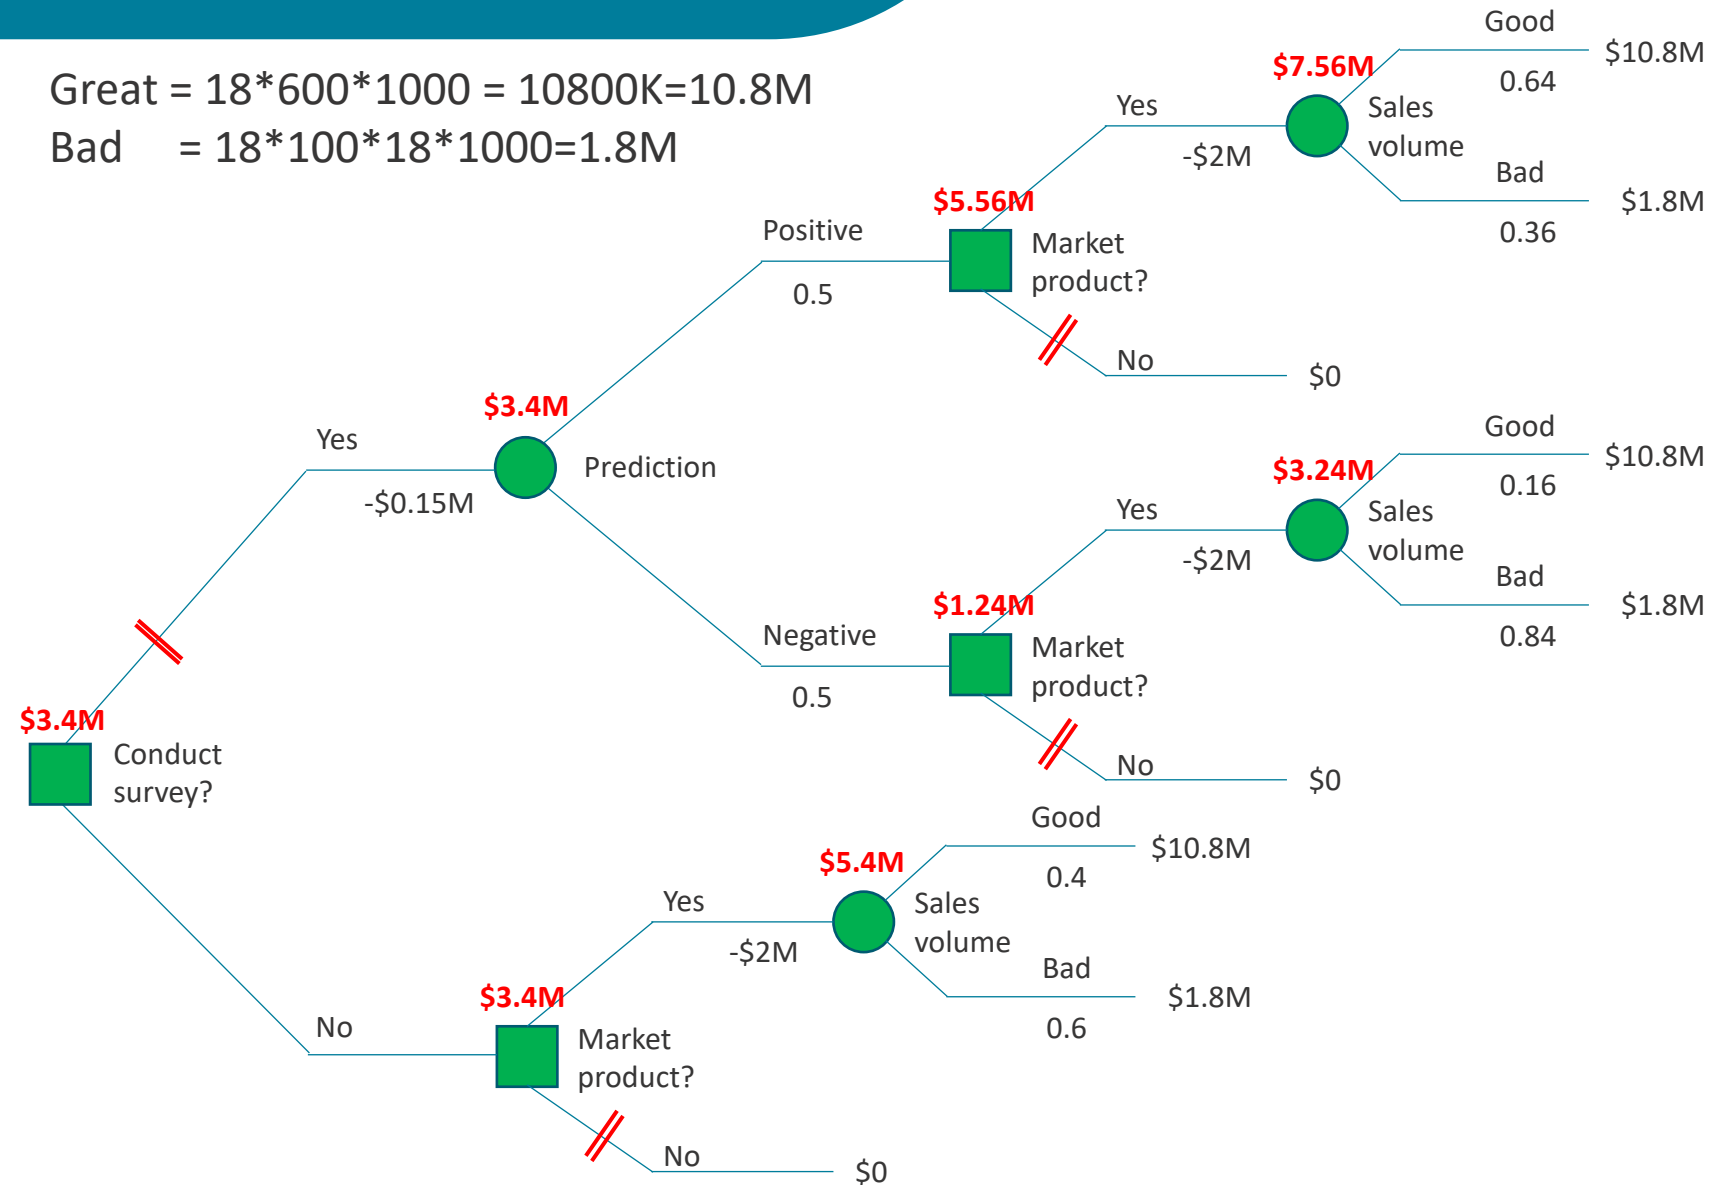 Great = 18*600*1000 = 10800K=10.8M
Bad = 18*100*18*1000=1.8M
Good
$10.8M
$7.56M
0.64
Yes
Sales
volume
-$2M
Bad
$1.8M
0.36
$5.56M
Positive
Market
product?
0.5
No
$0
$3.4M
Yes
Prediction
-$0.15M
Good
$10.8M
$3.24M
0.16
Yes
Sales
volume
-$2M
Bad
$1.8M
0.84
$1.24M
Negative
Market
product?
0.5
No
$0
$3.4M
Conduct
survey?
Good
$10.8M
$5.4M
0.4
Yes
Sales
volume
-$2M
Bad
$1.8M
0.6
$3.4M
No
Market
product?
No
$0